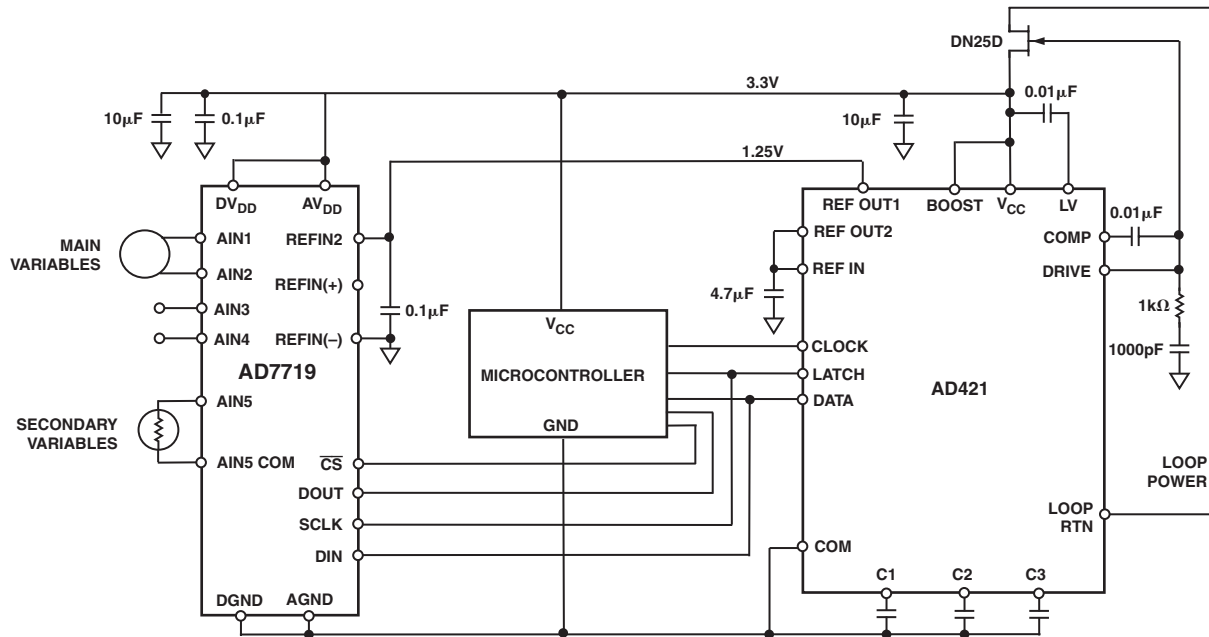 DN25D
3.3V
0.01µF
10µF
0.1µF
10µF
1.25V
DVDD
AVDD
REF OUT1
BOOST
VCC
LV
MAIN
VARIABLES
AIN1
REFIN2
REF OUT2
COMP
0.01µF
AIN2
REFIN(+)
REF IN
DRIVE
AIN3
0.1µF
4.7µF
1kΩ
AIN4
REFIN(–)
VCC
CLOCK
1000pF
AD7719
MICROCONTROLLER
LATCH
AD421
DATA
SECONDARY
VARIABLES
AIN5
GND
AIN5 COM
C̅S̅
LOOP
POWER
DOUT
SCLK
LOOP
RTN
DIN
COM
DGND
AGND
C1
C2
C3